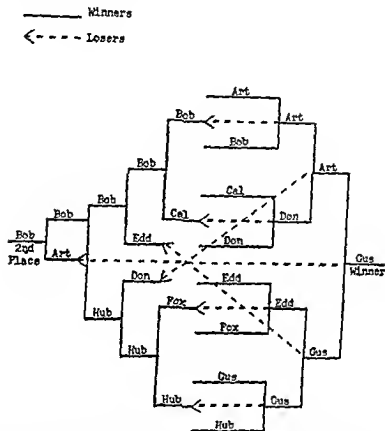 Winners
Losers
Art
Bob
Art
Bob
Bob
Art
Cal
Bob
Cal
Don
Bob
Bob
Edd
Don
2nd
Place
Art
Don
Edd
Gus
Winner
Fox
Edd
Hub
Fox
Gus
Hub
Gus
Hub
Gus
Hub